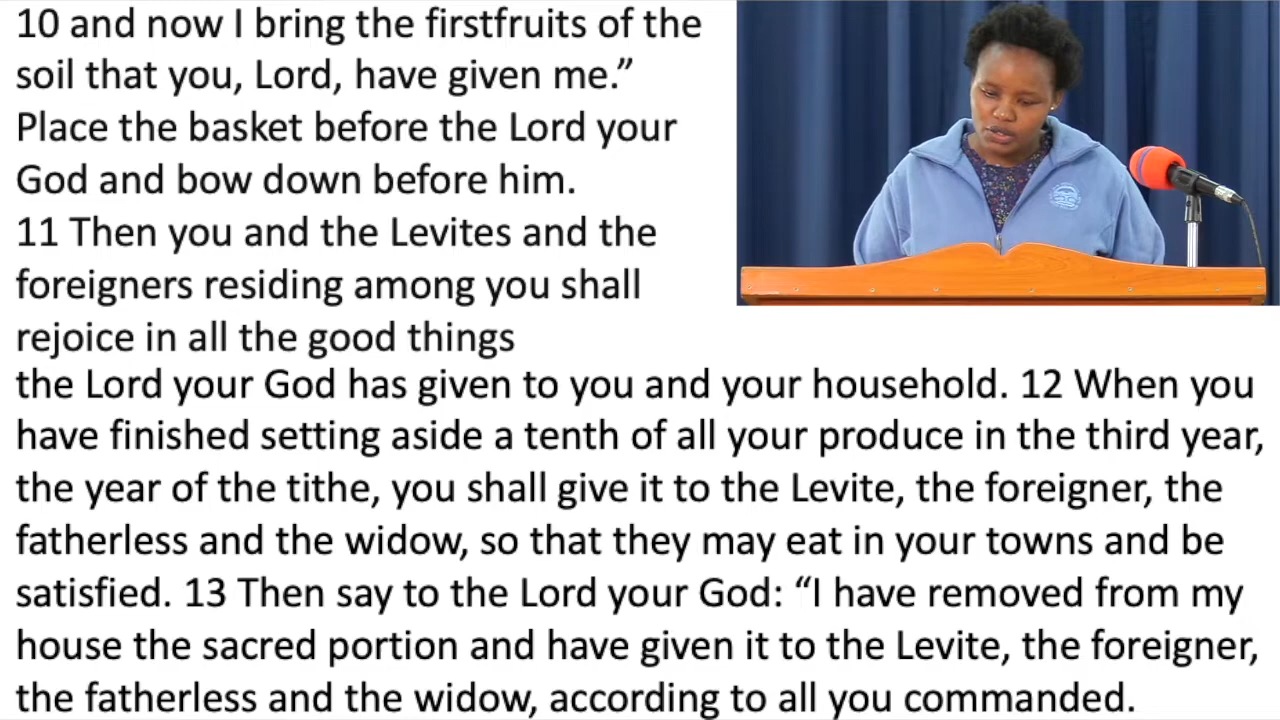 10 and now I bring the firstfruits of the
soil that you, Lord, have given me.”
Place the basket before the Lord your
God and bow down before him.
11 Then you and the Levites and the
foreigners residing among you shall
rejoice in all the good things
the Lord your God has given to you and your household. 12 When you
have finished setting aside a tenth of all your produce in the third year,
the year of the tithe, you shall give it to the Levite, the foreigner, the
fatherless and the widow, so that they may eat in your towns and be
satisfied. 13 Then say to the Lord your God: “I have removed from my
house the sacred portion and have given it to the Levite, the foreigner,
the fatherless and the widow, according to all you commanded.